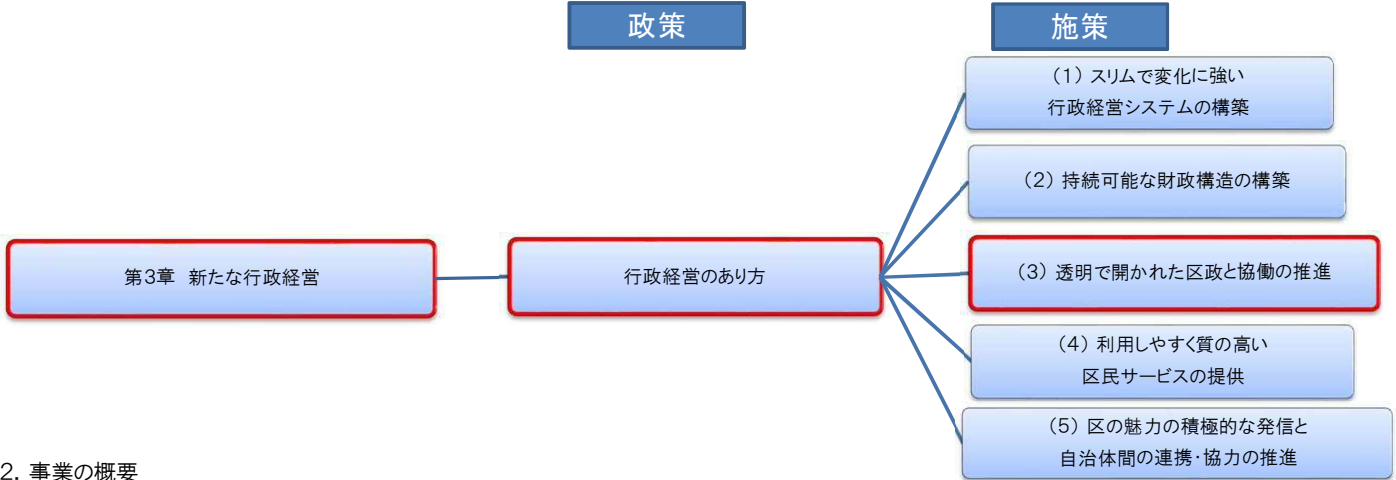 政策
施策
第3章 新たな行政経営
行政経営のあり方
（1） スリムで変化に強い
行政経営システムの構築
（2） 持続可能な財政構造の構築
（3） 透明で開かれた区政と協働の推進
（4） 利用しやすく質の高い
区民サービスの提供
（5） 区の魅力の積極的な発信と
自治体間の連携・協力の推進
2．事業の概要